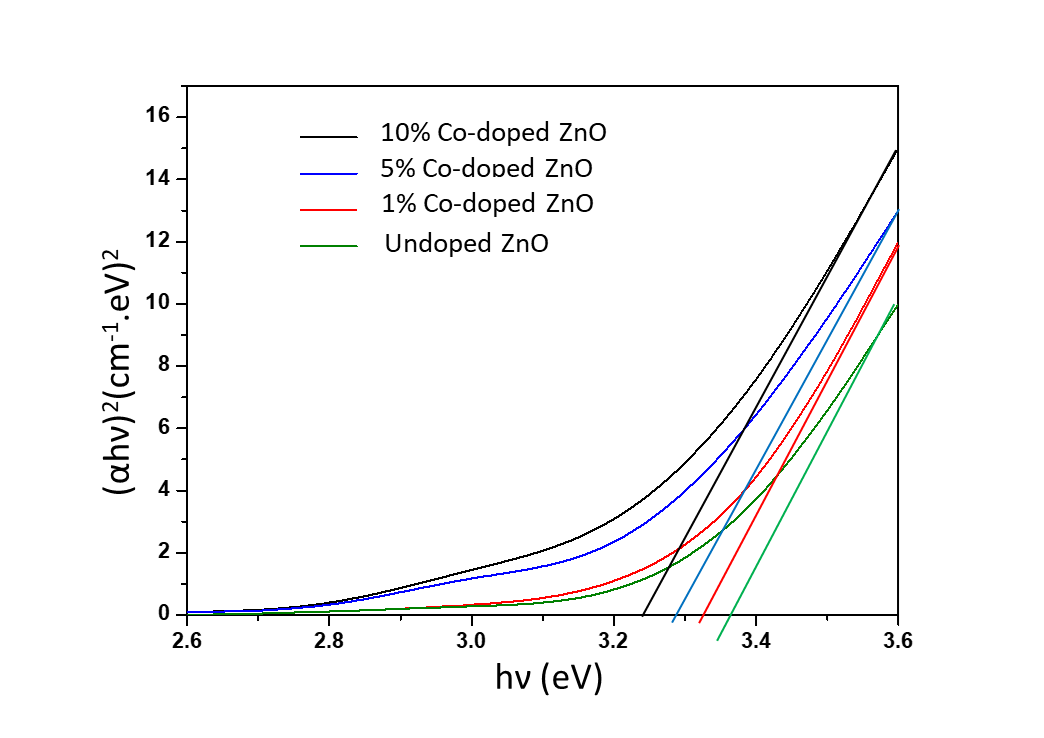 16
14
12
10
8
6
4
2
0
(αhν)²(cm⁻¹.eV)²
10% Co-doped ZnO
5% Co-doped ZnO
1% Co-doped ZnO
Undoped ZnO
2.6 2.8 3.0 3.2 3.4 3.6
hν (eV)